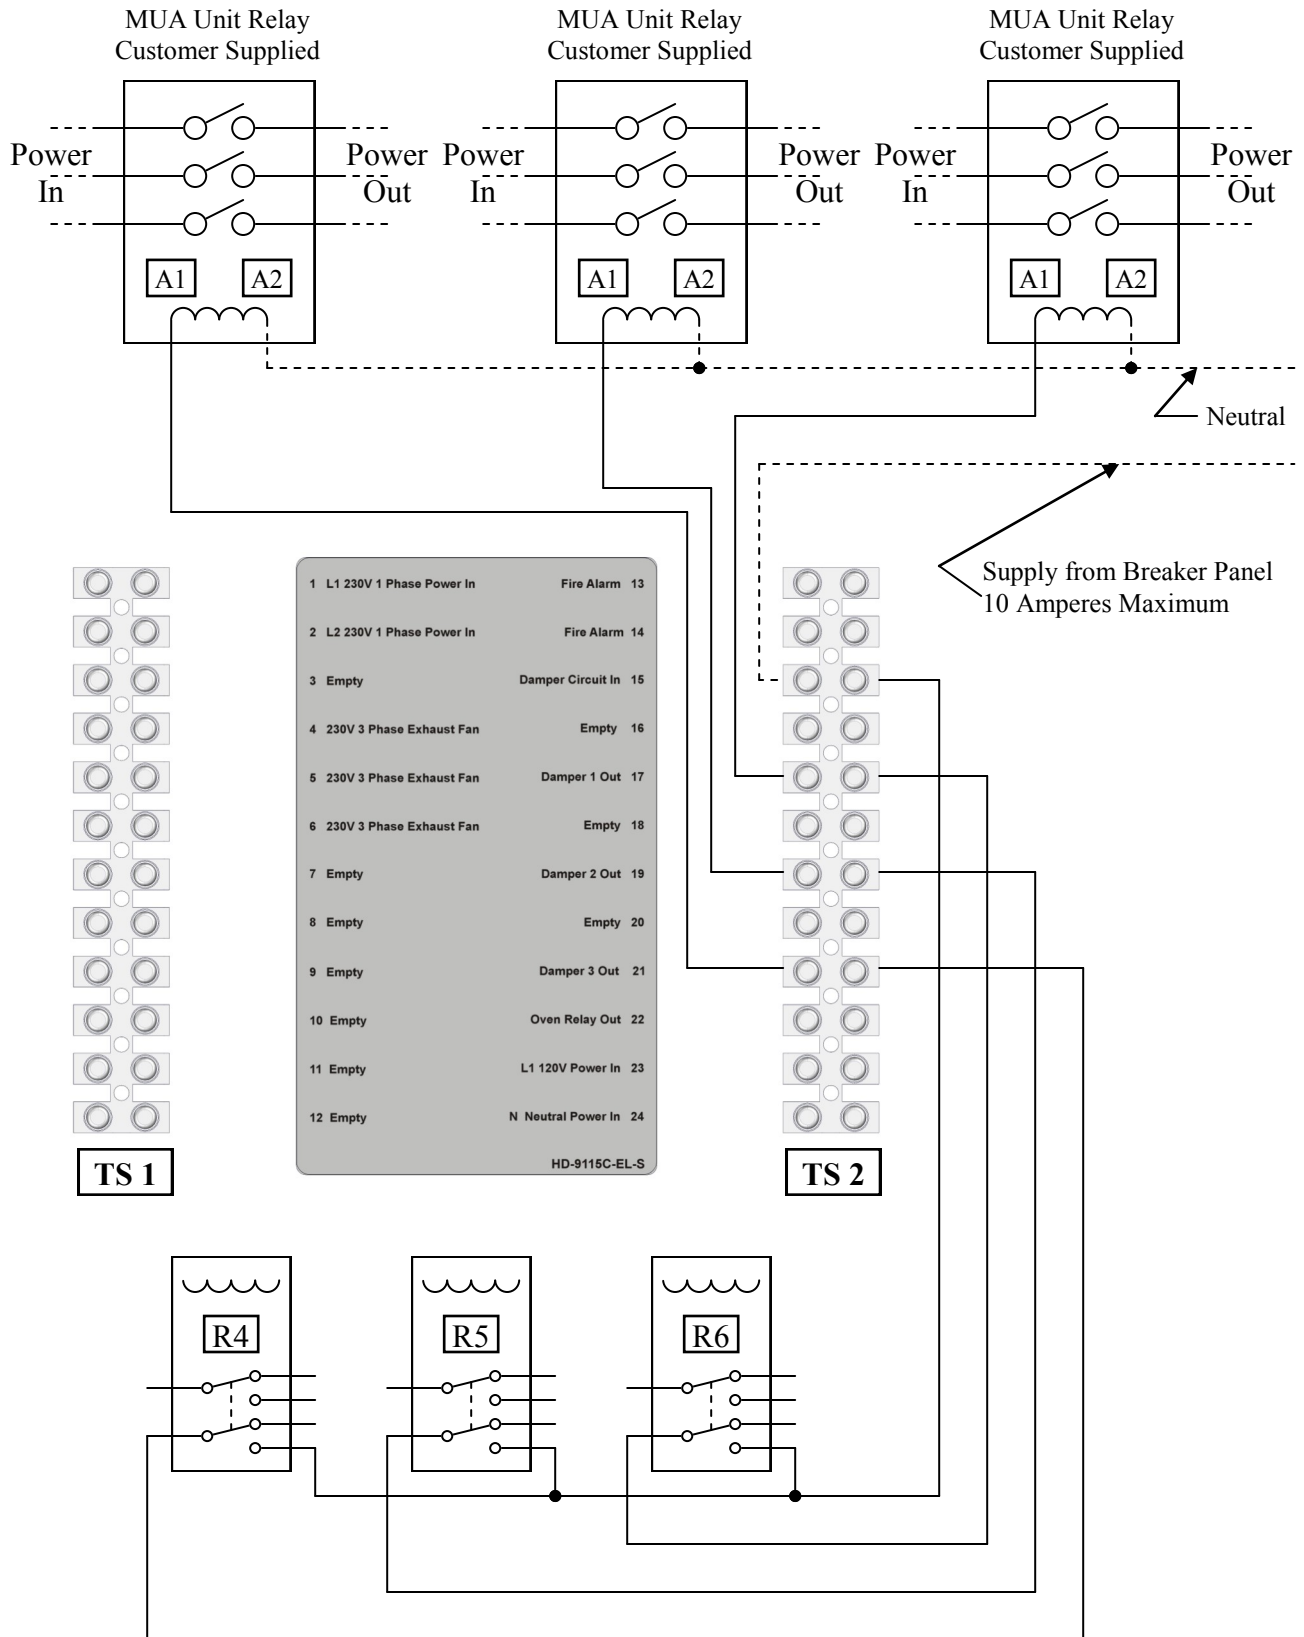 MUA Unit Relay
Customer Supplied
MUA Unit Relay
Customer Supplied
MUA Unit Relay
Customer Supplied
Power
In
Power
Out
Power
In
Power
Out
Power
In
Power
Out
A1
A2
A1
A2
A1
A2
Neutral
Supply from Breaker Panel
10 Amperes Maximum
1 L1 230V 1 Phase Power In
Fire Alarm 13
2 L2 230V 1 Phase Power In
Fire Alarm 14
3 Empty
Damper Circuit In 15
4 230V 3 Phase Exhaust Fan
Empty 16
5 230V 3 Phase Exhaust Fan
Damper 1 Out 17
6 230V 3 Phase Exhaust Fan
Empty 18
7 Empty
Damper 2 Out 19
8 Empty
Empty 20
9 Empty
Damper 3 Out 21
10 Empty
Oven Relay Out 22
11 Empty
L1 120V Power In 23
12 Empty
N Neutral Power In 24
HD-9115C-EL-S
TS 1
TS 2
R4
R5
R6